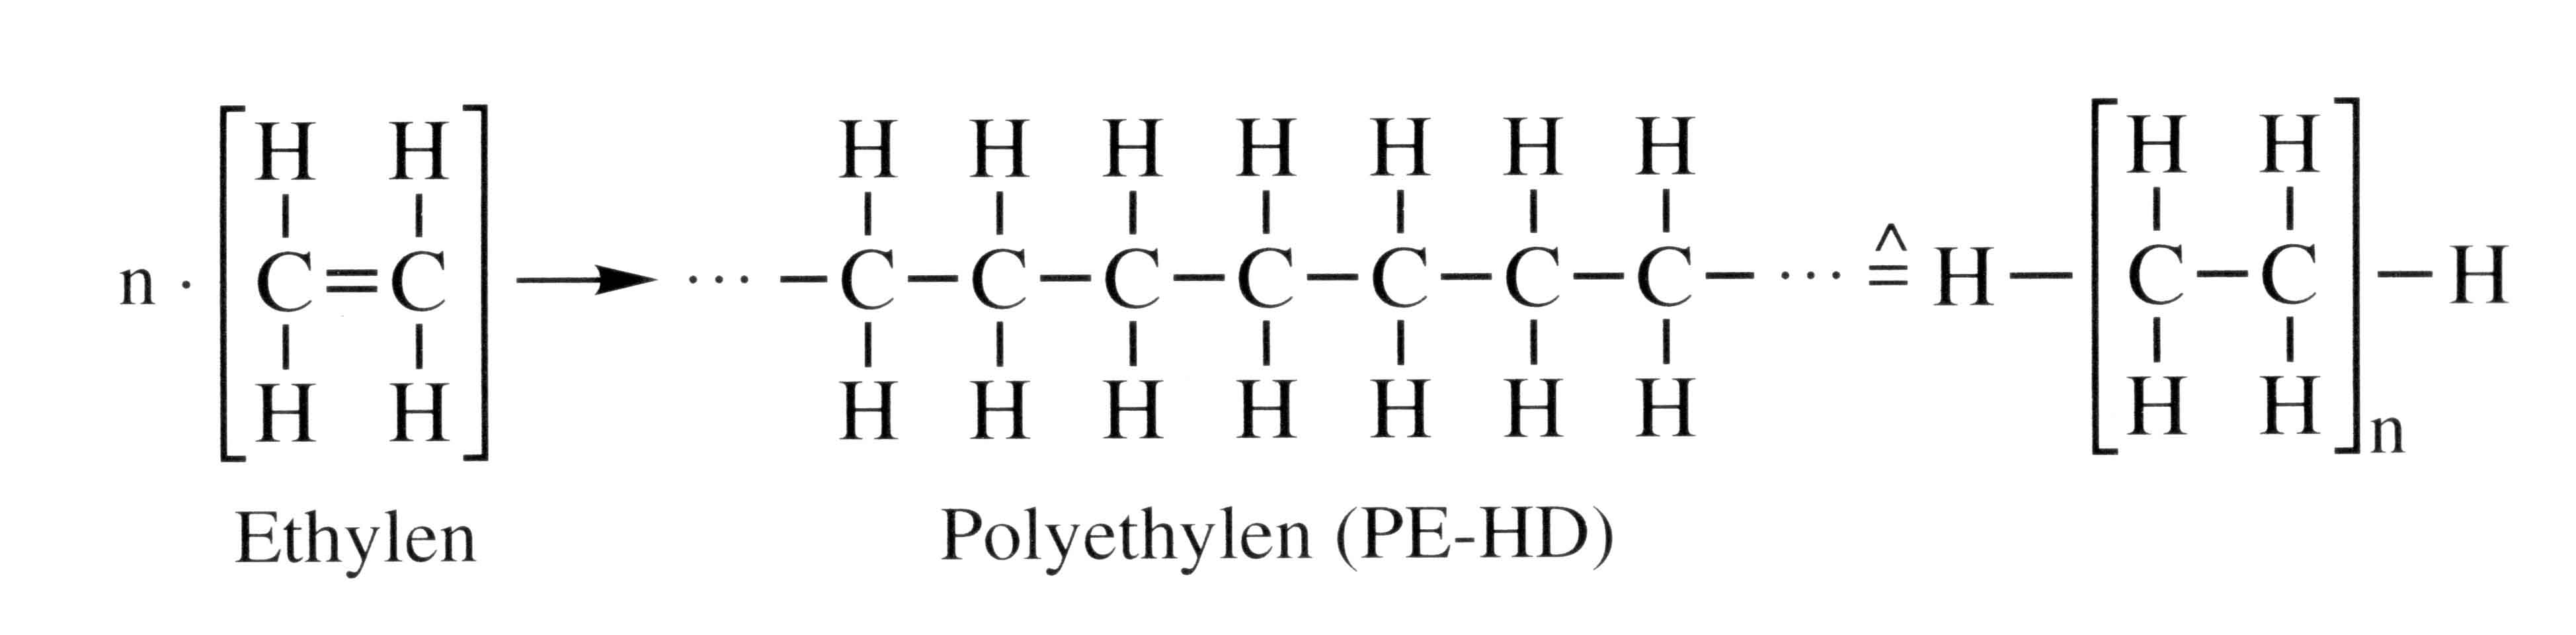 H H H H H H H H H H H
n · [C=C] → ··· –C–C–C–C–C–C–C– ··· ≙ H–[C–C]n–H
H H H H H H H H H H H
Ethylen Polyethylen (PE-HD)